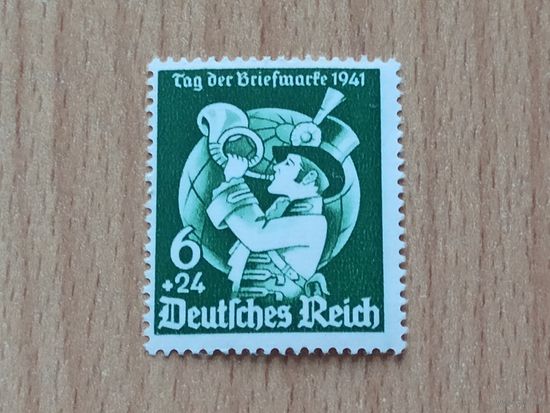 Tag der Briefmarke 1941
6
+24
Deutsches Reich